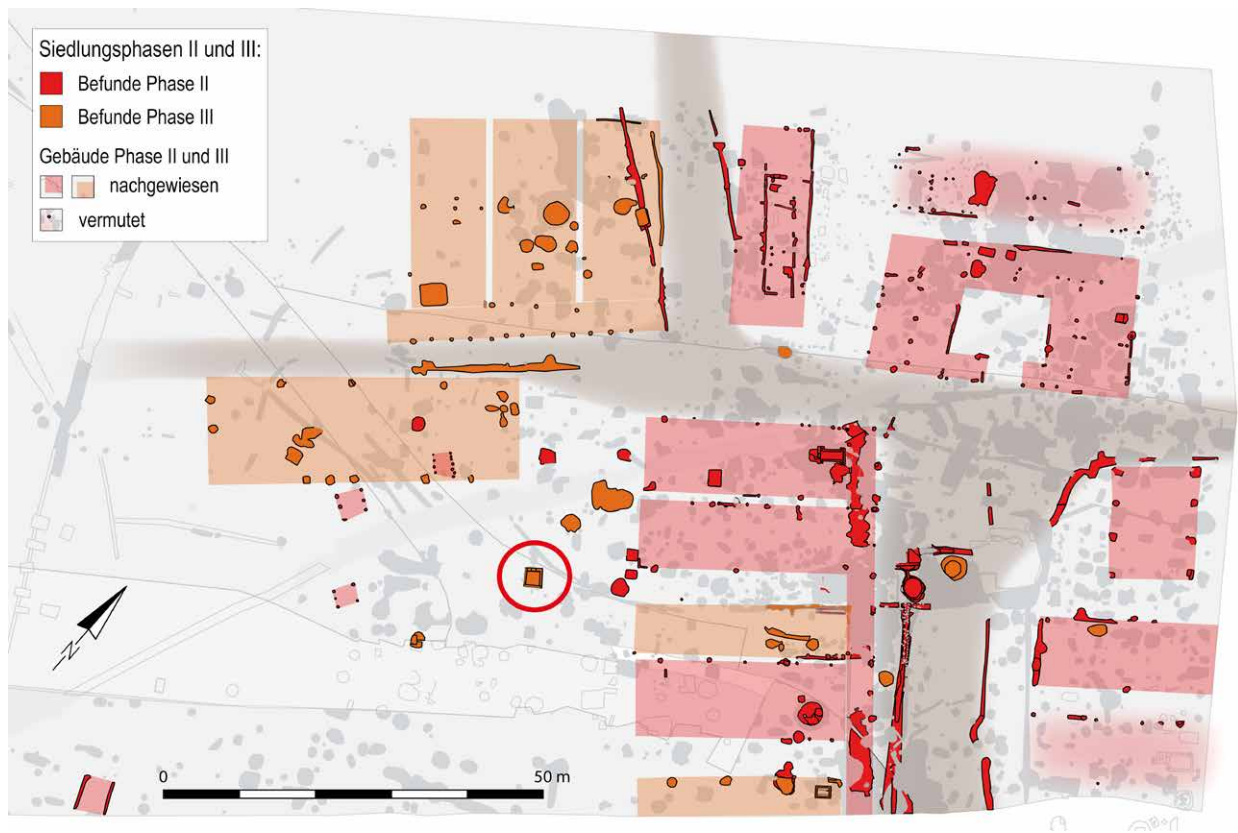 Siedlungsphasen II und III:
Befunde Phase II
Befunde Phase III
Gebäude Phase II und III
nachgewiesen
vermutet
N
0
50 m